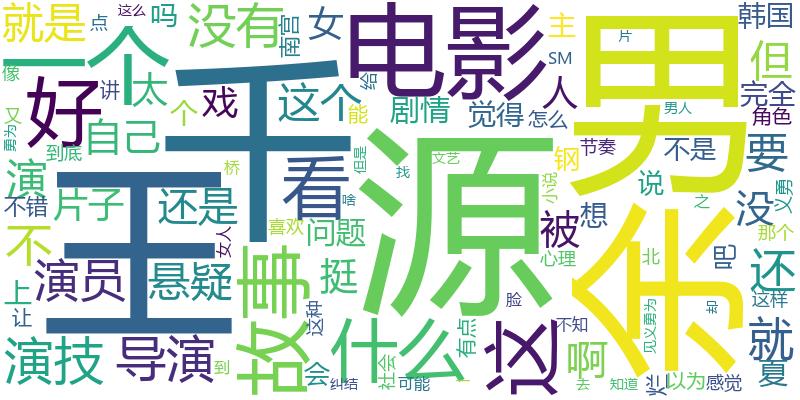 就是
一个
没有
吗
点
这么
南宫
女
电影
主
SM
片
韩国
像
好
太
讲
戏
给
人
男
但
又
个
这个
能
剧情
觉得
怎么
完全
角色
勇为
自己
千
看
但是
文艺
钢
节奏
男人
不是
要
到底
桥
啥
找
源
小说
说
之
没
义勇
演
王
不错
片子
还是
女人
喜欢
问题
被
想
余
吧
那个
不
演员
悬疑
故事
挺
心理
北
还
上
让
这种
什么
脸
这
不知
见义勇为
却
这样
就
有点
啊
演技
导演
到
会
纠结
社会
可能
一
去
知道
烂
以为
感觉
夏